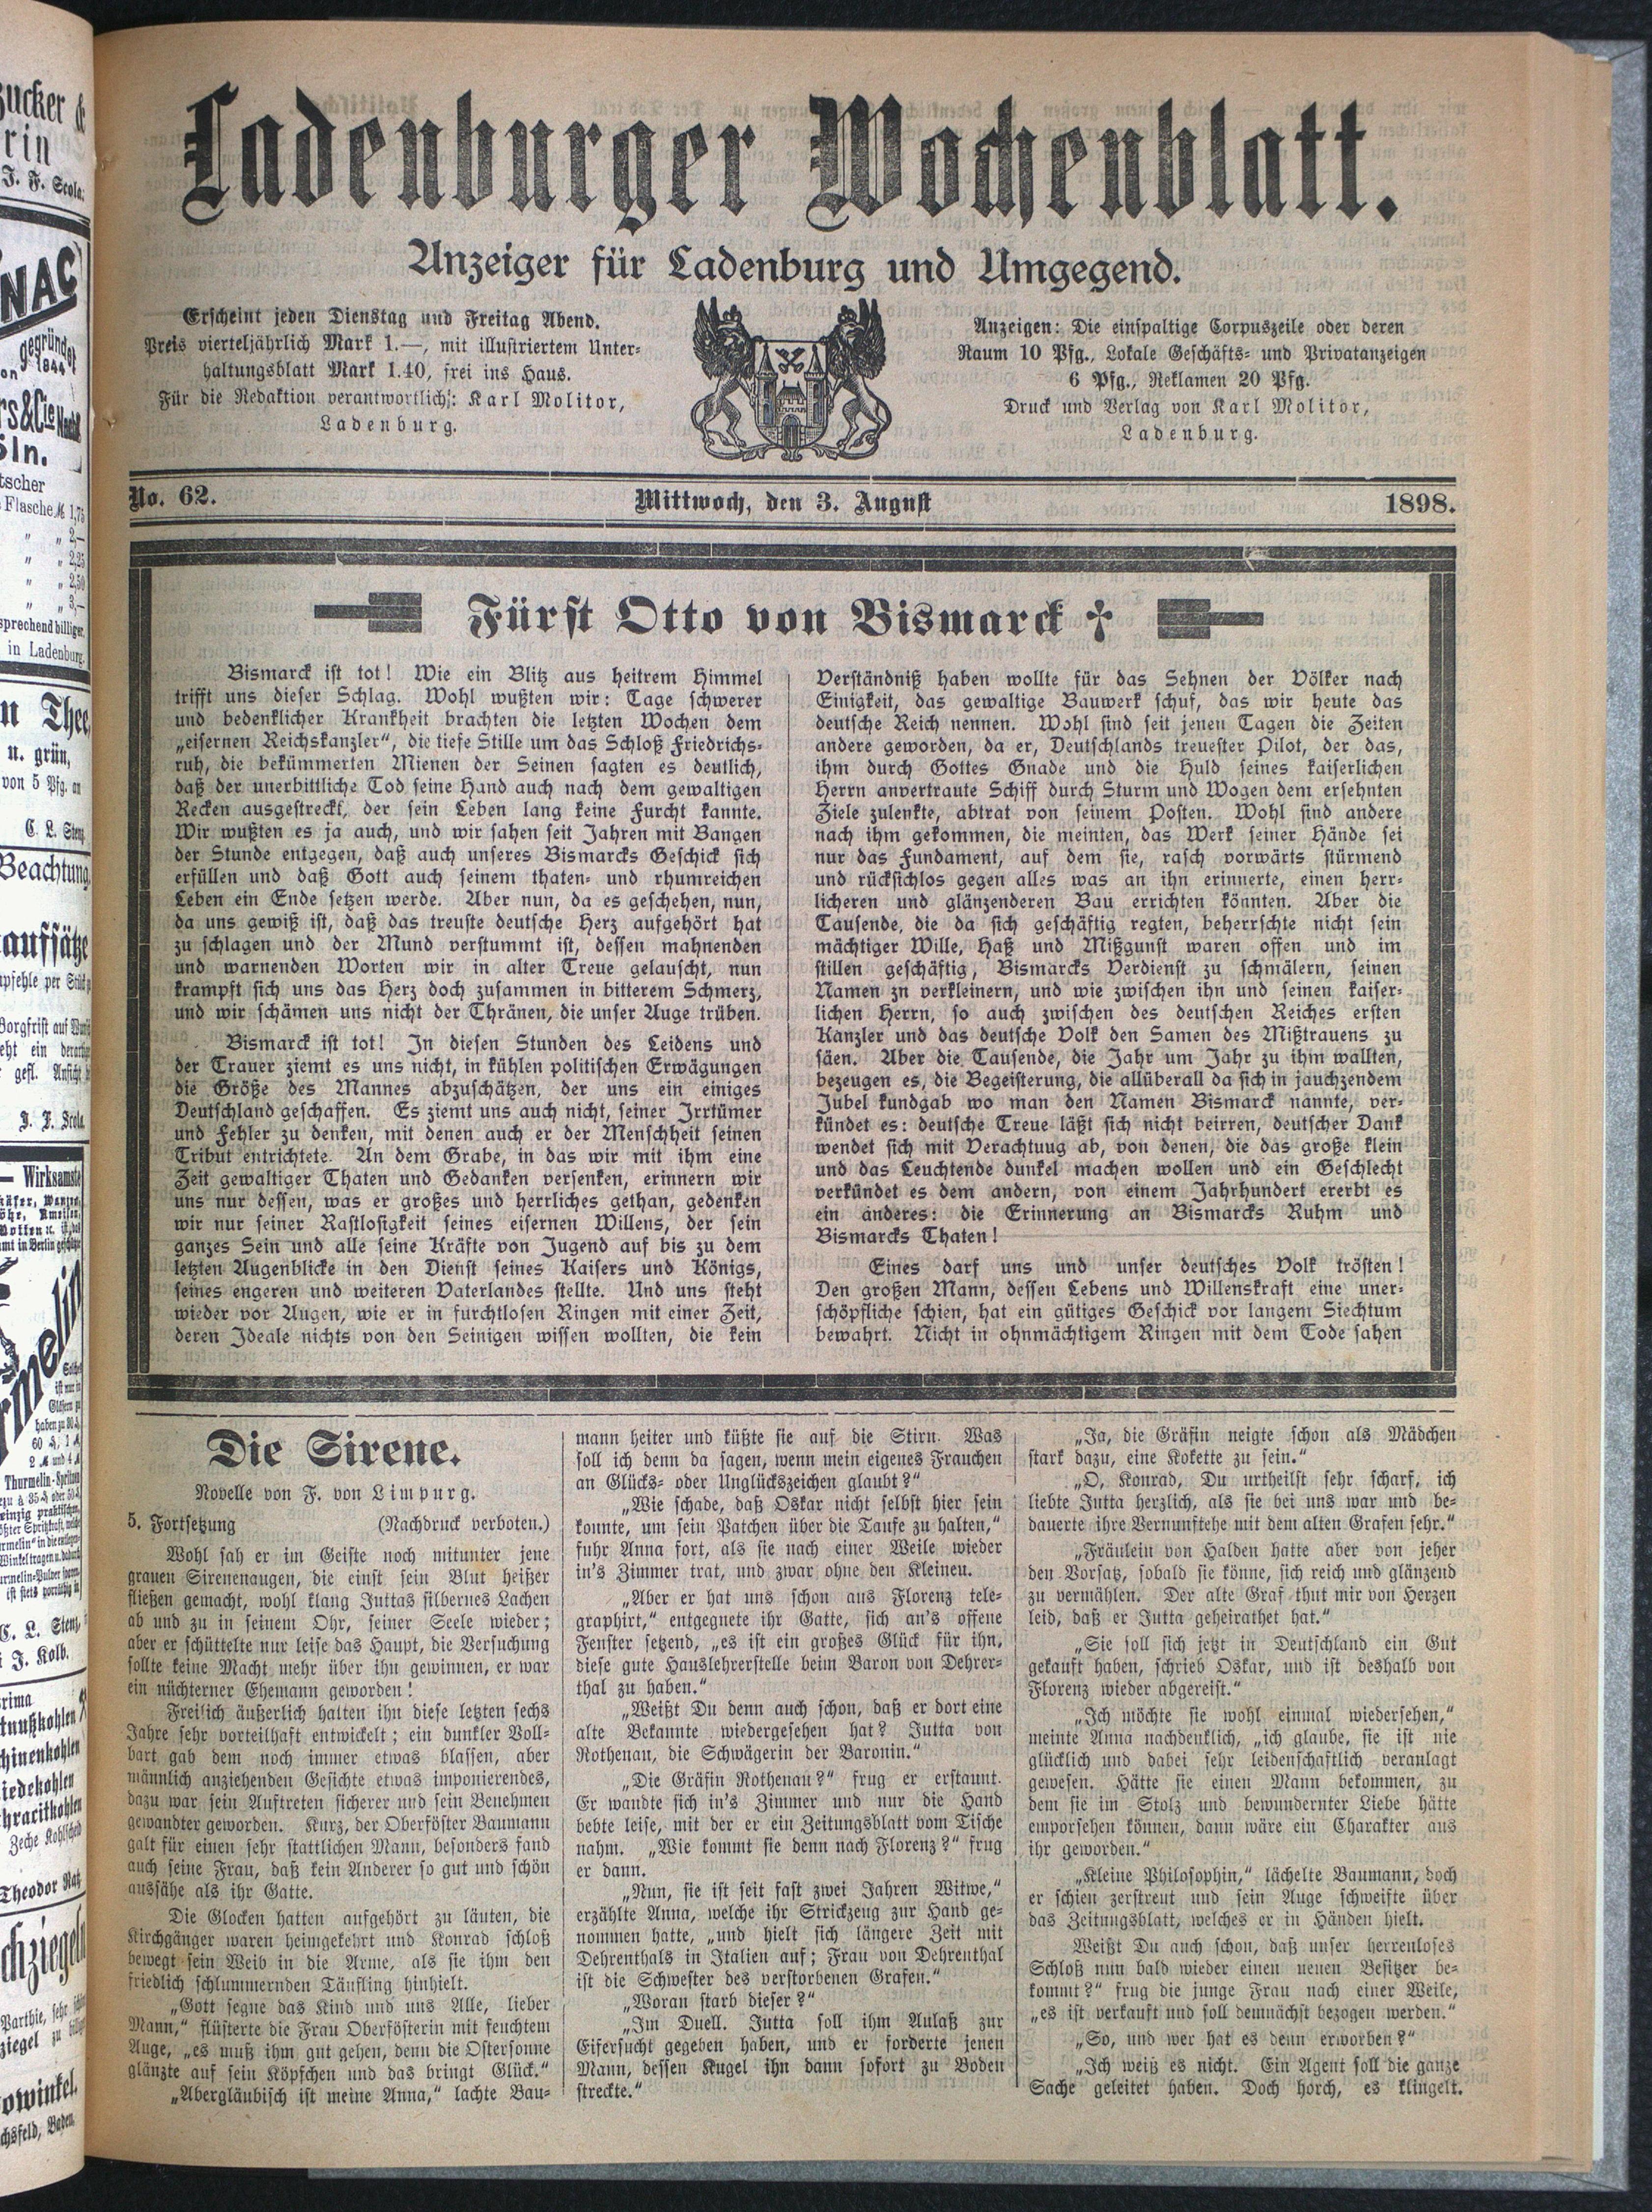 Ladenburger Wochenblatt.
Anzeiger für Ladenburg und Umgegend.
Erscheint jeden Dienstag und Freitag Abend.
Preis vierteljährlich Mark 1.—, mit illustriertem Unter-
haltungsblatt Mark 1.40, frei ins Haus.
Für die Redaktion verantwortlich: Karl Molitor,
Ladenburg.
Anzeigen: Die einspaltige Corpuszeile oder deren
Raum 10 Pfg., Lokale Geschäfts- und Privatanzeigen
6 Pfg., Reklamen 20 Pfg.
Druck und Verlag von Karl Molitor,
Ladenburg.
No. 62.
Mittwoch, den 3. August
1898.
Fürst Otto von Bismarck †
Bismarck ist tot! Wie ein Blitz aus heitrem Himmel
trifft uns dieser Schlag. Wohl wußten wir: Tage schwerer
und bedenklicher Krankheit brachten die letzten Wochen dem
„eisernen Reichskanzler“, die tiefe Stille um das Schloß Friedrichs-
ruh, die bekümmerten Mienen der Seinen sagten es deutlich,
daß der unerbittliche Tod seine Hand auch nach dem gewaltigen
Recken ausgestreckt, der sein Leben lang keine Furcht kannte.
Wir wußten es ja auch, und wir sahen seit Jahren mit Bangen
der Stunde entgegen, daß auch unseres Bismarcks Geschick sich
erfüllen und daß Gott auch seinem thaten- und rhumreichen
Leben ein Ende setzen werde. Aber nun, da es geschehen, nun,
da uns gewiß ist, daß das treuste deutsche Herz aufgehört hat
zu schlagen und der Mund verstummt ist, dessen mahnenden
und warnenden Worten wir in alter Treue gelauscht, nun
krampft sich uns das Herz doch zusammen in bitterem Schmerz,
und wir schämen uns nicht der Thränen, die unser Auge trüben.
Bismarck ist tot! In diesen Stunden des Leidens und
der Trauer ziemt es uns nicht, in kühlen politischen Erwägungen
die Größe des Mannes abzuschätzen, der uns ein einiges
Deutschland geschaffen. Es ziemt uns auch nicht, seiner Irrtümer
und Fehler zu denken, mit denen auch er der Menschheit seinen
Tribut entrichtete. An dem Grabe, in das wir mit ihm eine
Zeit gewaltiger Thaten und Gedanken versenken, erinnern wir
uns nur dessen, was er großes und herrliches gethan, gedenken
wir nur seiner Rastlosigkeit seines eisernen Willens, der sein
ganzes Sein und alle seine Kräfte von Jugend auf bis zu dem
letzten Augenblicke in den Dienst seines Kaisers und Königs,
seines engeren und weiteren Vaterlandes stellte. Und uns steht
wieder vor Augen, wie er in furchtlosen Ringen mit einer Zeit,
deren Ideale nichts von den Seinigen wissen wollten, die kein
Verständniß haben wollte für das Sehnen der Völker nach
Einigkeit, das gewaltige Bauwerk schuf, das wir heute das
deutsche Reich nennen. Wohl sind seit jenen Tagen die Zeiten
andere geworden, da er, Deutschlands treuester Pilot, der das,
ihm durch Gottes Gnade und die Huld seines kaiserlichen
Herrn anvertraute Schiff durch Sturm und Wogen dem ersehnten
Ziele zulenkte, abtrat von seinem Posten. Wohl sind andere
nach ihm gekommen, die meinten, das Werk seiner Hände sei
nur das Fundament, auf dem sie, rasch vorwärts stürmend
und rücksichlos gegen alles was an ihn erinnerte, einen herr-
licheren und glänzenderen Bau errichten könnten. Aber die
Tausende, die da sich geschäftig regten, beherrschte nicht sein
mächtiger Wille, Haß und Mißgunst waren offen und im
stillen geschäftig, Bismarcks Verdienst zu schmälern, seinen
Namen zn verkleinern, und wie zwischen ihn und seinen kaiser-
lichen Herrn, so auch zwischen des deutschen Reiches ersten
Kanzler und das deutsche Volk den Samen des Mißtrauens zu
säen. Aber die Tausende, die Jahr um Jahr zu ihm wallten,
bezeugen es, die Begeisterung, die allüberall da sich in jauchzendem
Jubel kundgab wo man den Namen Bismarck nannte, ver-
kündet es: deutsche Treue läßt sich nicht beirren, deutscher Dank
wendet sich mit Verachtuug ab, von denen, die das große klein
und das Leuchtende dunkel machen wollen und ein Geschlecht
verkündet es dem andern, von einem Jahrhundert ererbt es
ein anderes: die Erinnerung an Bismarcks Ruhm und
Bismarcks Thaten!
Eines darf uns und unser deutsches Volk trösten!
Den großen Mann, dessen Lebens und Willenskraft eine uner-
schöpfliche schien, hat ein gütiges Geschick vor langem Siechtum
bewahrt. Nicht in ohnmächtigem Ringen mit dem Tode sahen
Die Sirene.
Novelle von F. von Limpurg.
5. Fortsetzung (Nachdruck verboten.)
Wohl sah er im Geiste noch mitunter jene
grauen Sirenenaugen, die einst sein Blut heißer
fließen gemacht, wohl klang Juttas silbernes Lachen
ab und zu in seinem Ohr, seiner Seele wieder;
aber er schüttelte nur leise das Haupt, die Versuchung
sollte keine Macht mehr über ihn gewinnen, er war
ein nüchterner Ehemann geworden!
Freilich äußerlich hatten ihn diese letzten sechs
Jahre sehr vorteilhaft entwickelt; ein dunkler Voll-
bart gab dem noch immer etwas blassen, aber
männlich anziehenden Gesichte etwas imponierendes,
dazu war sein Auftreten sicherer und sein Benehmen
gewandter geworden. Kurz, der Oberföster Baumann
galt für einen sehr stattlichen Mann, besonders fand
auch seine Frau, daß kein Anderer so gut und schön
aussähe als ihr Gatte.
Die Glocken hatten aufgehört zu läuten, die
Kirchgänger waren heimgekehrt und Konrad schloß
bewegt sein Weib in die Arme, als sie ihm den
friedlich schlummernden Täufling hinhielt.
„Gott segne das Kind und uns Alle, lieber
Mann,“ flüsterte die Frau Oberfösterin mit feuchtem
Auge, „es muß ihm gut gehen, denn die Ostersonne
glänzte auf sein Köpfchen und das bringt Glück.“
„Abergläubisch ist meine Anna,“ lachte Bau-
mann heiter und küßte sie auf die Stirn. Was
soll ich denn da sagen, wenn mein eigenes Frauchen
an Glücks- oder Unglückszeichen glaubt?“
„Wie schade, daß Oskar nicht selbst hier sein
konnte, um sein Patchen über die Taufe zu halten,“
fuhr Anna fort, als sie nach einer Weile wieder
in's Zimmer trat, und zwar ohne den Kleinen.
„Aber er hat uns schon aus Florenz tele-
graphirt,“ entgegnete ihr Gatte, sich an's offene
Fenster setzend, „es ist ein großes Glück für ihn,
diese gute Hauslehrerstelle beim Baron von Dehrer-
thal zu haben.“
„Weißt Du denn auch schon, daß er dort eine
alte Bekannte wiedergesehen hat? Jutta von
Rothenau, die Schwägerin der Baronin.“
„Die Gräfin Rothenau?“ frug er erstaunt.
Er wandte sich in's Zimmer und nur die Hand
bebte leise, mit der er ein Zeitungsblatt vom Tische
nahm. „Wie kommt sie denn nach Florenz?“ frug
er dann.
„Nun, sie ist seit fast zwei Jahren Witwe,“
erzählte Anna, welche ihr Strickzeug zur Hand ge-
nommen hatte, „und hielt sich längere Zeit mit
Dehrenthals in Italien auf; Frau von Dehrenthal
ist die Schwester des verstorbenen Grafen.“
„Woran starb dieser?“
„Im Duell. Jutta soll ihm Anlaß zur
Eifersucht gegeben haben, und er forderte jenen
Mann, dessen Kugel ihn dann sofort zu Boden
streckte.“
„Ja, die Gräfin neigte schon als Mädchen
stark dazu, eine Kokette zu sein.“
„O, Konrad, Du urtheilst sehr scharf, ich
liebte Jutta herzlich, als sie bei uns war und be-
dauerte ihre Vernunftehe mit dem alten Grafen sehr.“
„Fräulein von Halden hatte aber von jeher
den Vorsatz, sobald sie könne, sich reich und glänzend
zu vermählen. Der alte Graf thut mir von Herzen
leid, daß er Jutta geheirathet hat.“
„Sie soll sich jetzt in Deutschland ein Gut
gekauft haben, schrieb Oskar, und ist deshalb von
Florenz wieder abgereist.“
„Ich möchte sie wohl einmal wiedersehen,“
meinte Anna nachdenklich, „ich glaube, sie ist nie
glücklich und dabei sehr leidenschaftlich veranlagt
gewesen. Hätte sie einen Mann bekommen, zu
dem sie im Stolz und bewundernter Liebe hätte
emporsehen können, dann wäre ein Charakter aus
ihr geworden.“
„Kleine Philosophin,“ lächelte Baumann, doch
er schien zerstreut und sein Auge schweifte über
das Zeitungsblatt, welches er in Händen hielt.
Weißt Du auch schon, daß unser herrenloses
Schloß nun bald wieder einen neuen Besitzer be-
kommt?“ frug die junge Frau nach einer Weile,
„es ist verkauft und soll demnächst bezogen werden.“
„So, und wer hat es denn erworben?“
„Ich weiß es nicht. Ein Agent soll die ganze
Sache geleitet haben. Doch horch, es klingelt.